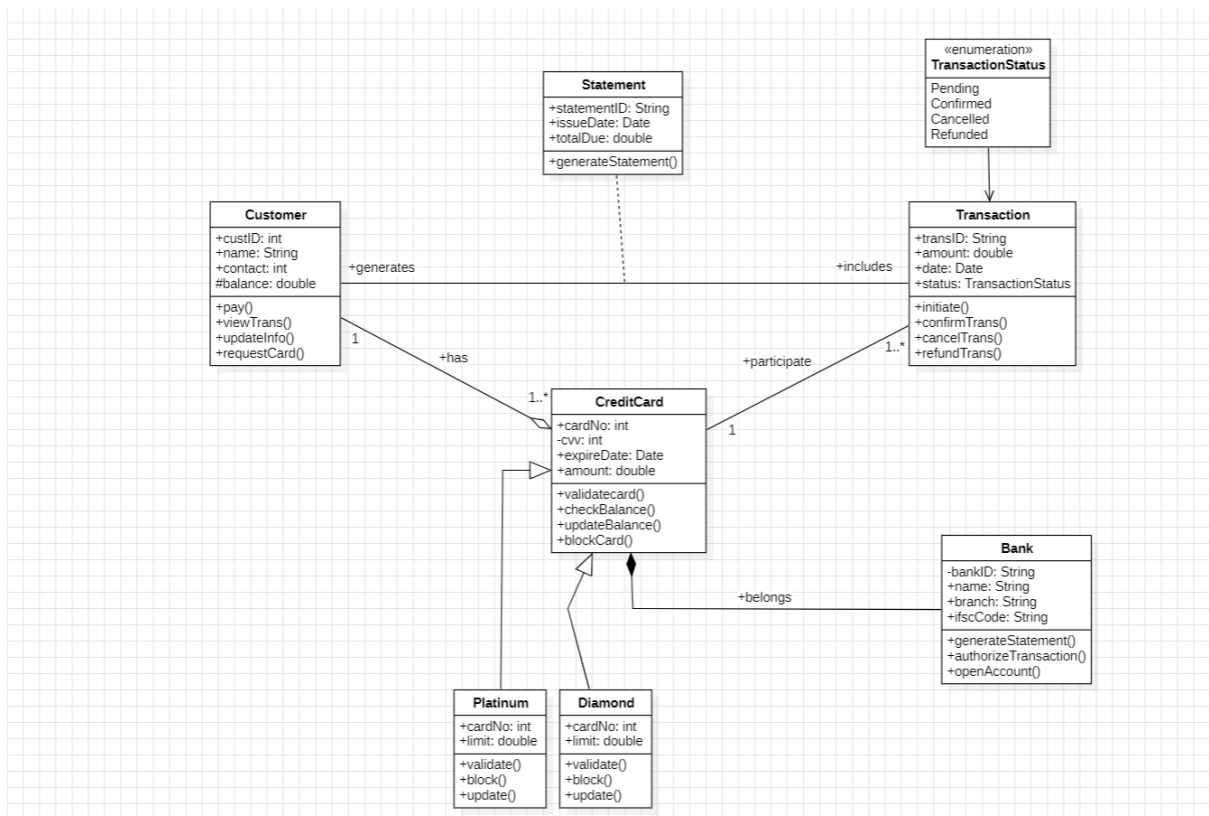 «enumeration»
TransactionStatus
Pending
Confirmed
Cancelled
Refunded
Statement
+statementID: String
+issueDate: Date
+totalDue: double
+generateStatement()
Customer
+custID: int
+name: String
+contact: int
#balance: double
+pay()
+viewTrans()
+updateInfo()
+requestCard()
+generates
+includes
Transaction
+transID: String
+amount: double
+date: Date
+status: TransactionStatus
+initiate()
+confirmTrans()
+cancelTrans()
+refundTrans()
1
+has
1..*
+participate
1..*
1
CreditCard
+cardNo: int
-cvv: int
+expireDate: Date
+amount: double
+validatecard()
+checkBalance()
+updateBalance()
+blockCard()
+belongs
Bank
-bankID: String
+name: String
+branch: String
+ifscCode: String
+generateStatement()
+authorizeTransaction()
+openAccount()
Platinum
+cardNo: int
+limit: double
+validate()
+block()
+update()
Diamond
+cardNo: int
+limit: double
+validate()
+block()
+update()